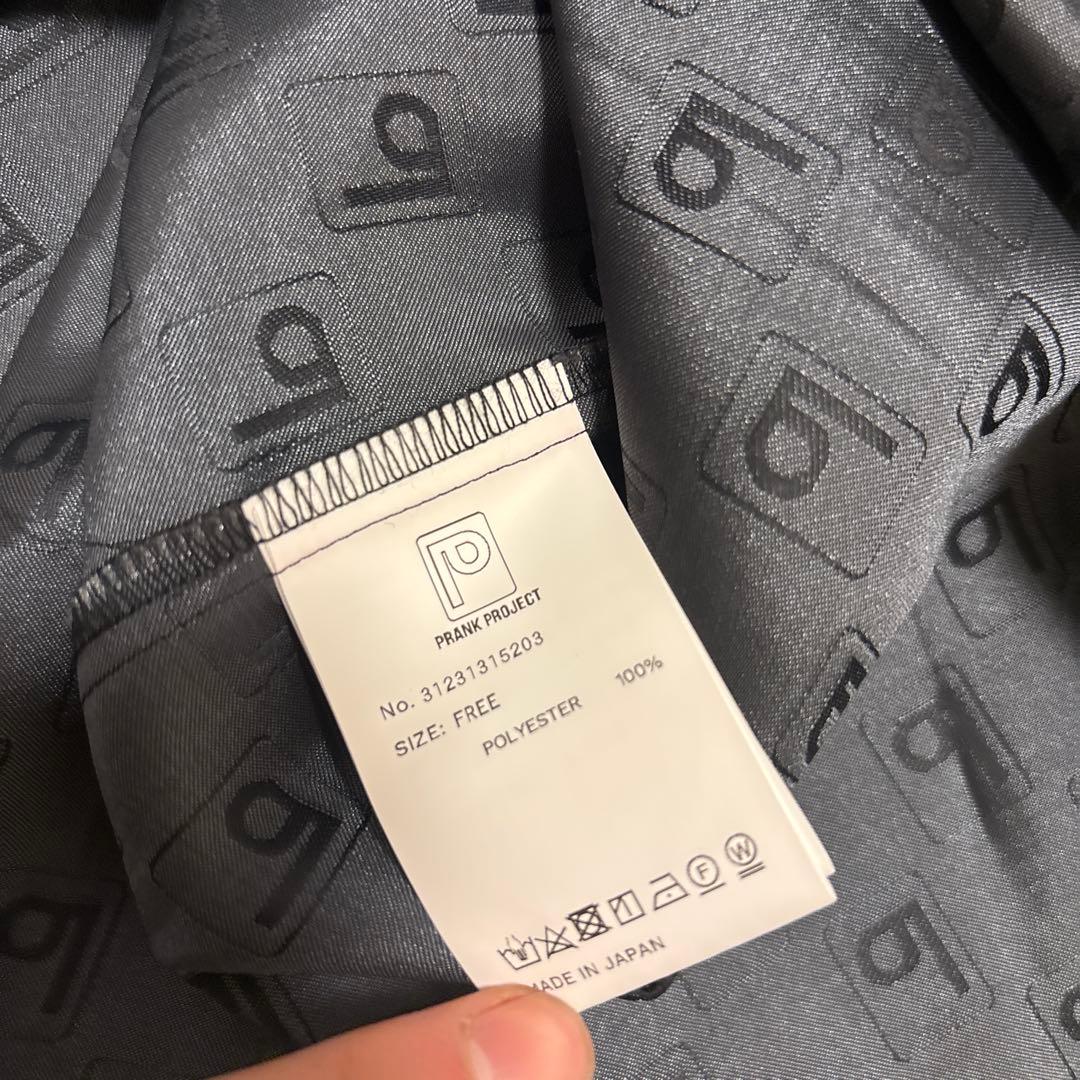 P
PRANK PROJECT
No. 31231315203
SIZE: FREE
POLYESTER 100%
F W
MADE IN JAPAN